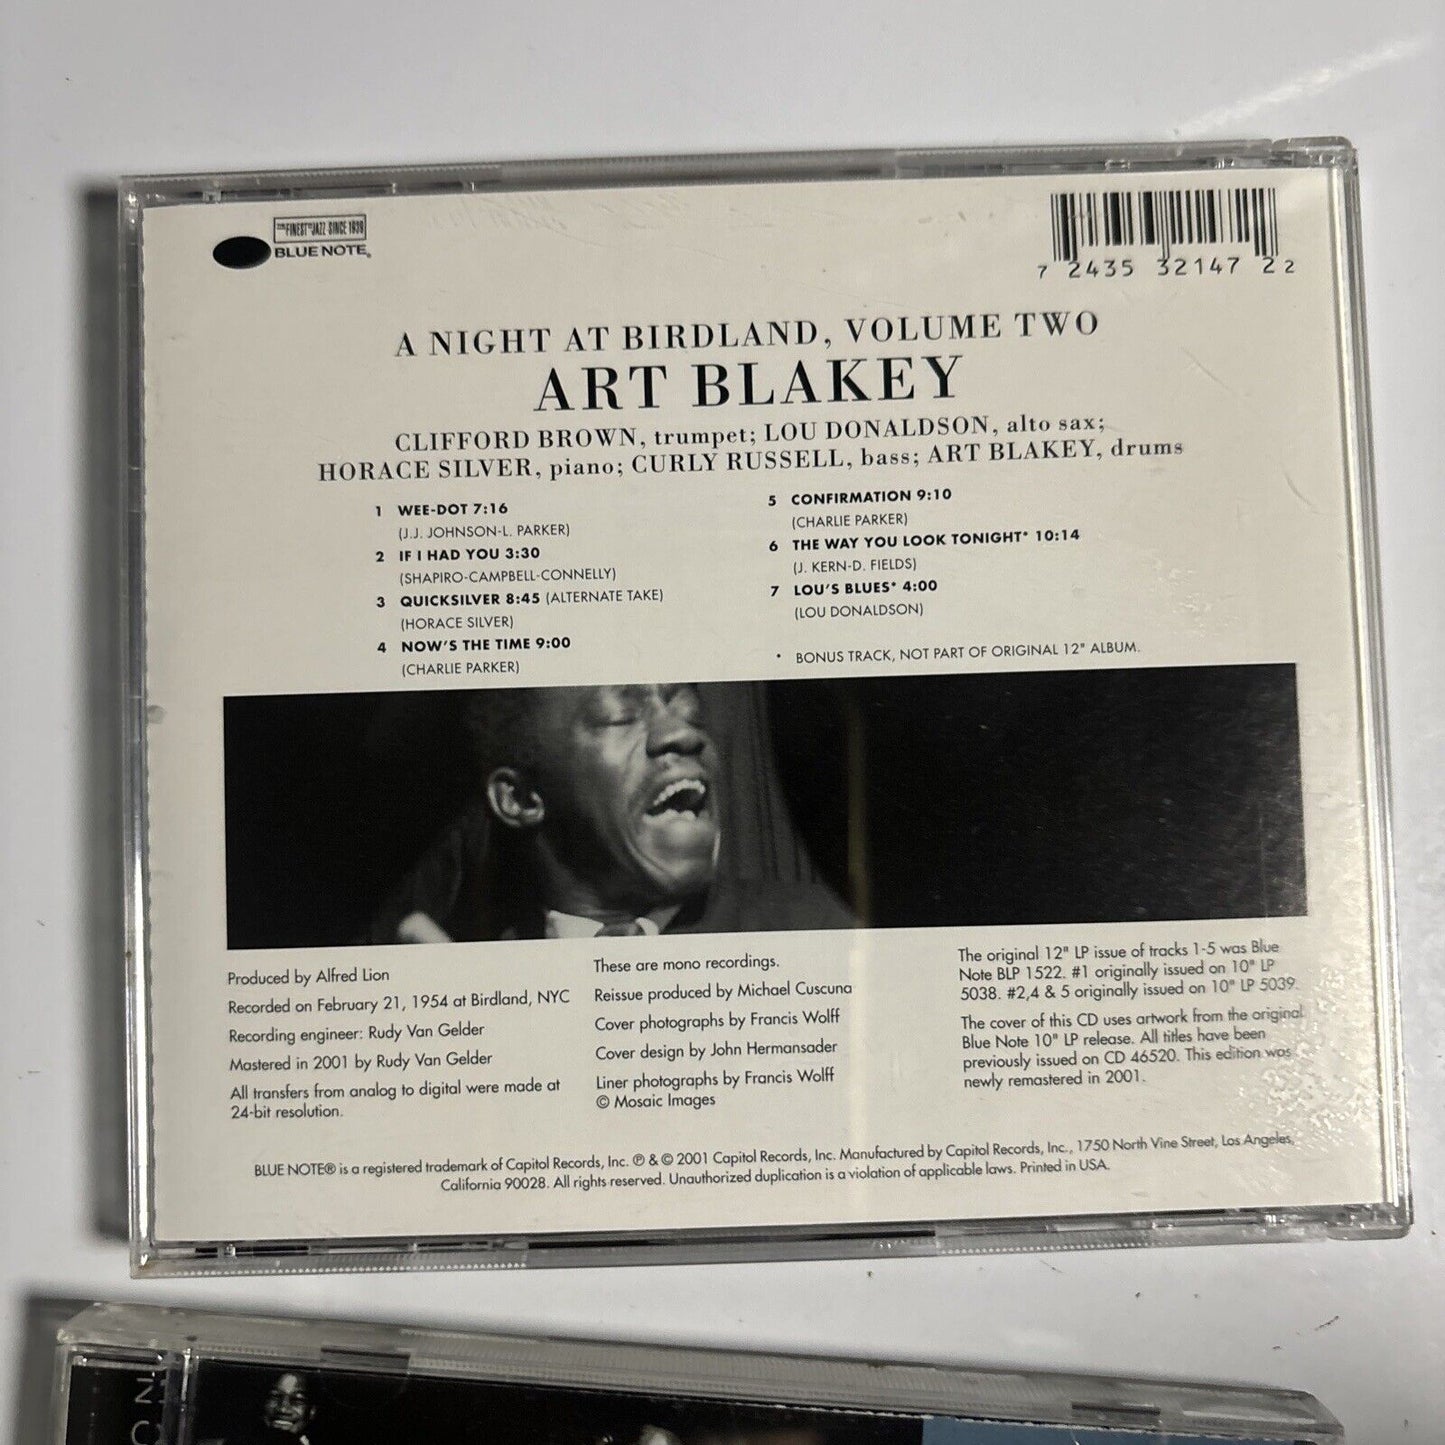 THE FINEST IN JAZZ SINCE 1939
BLUE NOTE®
7 24353 21472 2
A NIGHT AT BIRDLAND, VOLUME TWO
ART BLAKEY
CLIFFORD BROWN, trumpet; LOU DONALDSON, alto sax;
HORACE SILVER, piano; CURLY RUSSELL, bass; ART BLAKEY, drums
1 WEE-DOT 7:16
(J.J. JOHNSON-L. PARKER)
2 IF I HAD YOU 3:30
(SHAPIRO-CAMPBELL-CONNELLY)
3 QUICKSILVER 8:45 (ALTERNATE TAKE)
(HORACE SILVER)
4 NOW'S THE TIME 9:00
(CHARLIE PARKER)
5 CONFIRMATION 9:10
(CHARLIE PARKER)
6 THE WAY YOU LOOK TONIGHT* 10:14
(J. KERN-D. FIELDS)
7 LOU'S BLUES* 4:00
(LOU DONALDSON)
* BONUS TRACK, NOT PART OF ORIGINAL 12" ALBUM.
Produced by Alfred Lion
Recorded on February 21, 1954 at Birdland, NYC
Recording engineer: Rudy Van Gelder
Mastered in 2001 by Rudy Van Gelder
All transfers from analog to digital were made at
24-bit resolution.
These are mono recordings.
Reissue produced by Michael Cuscuna
Cover photographs by Francis Wolff
Cover design by John Hermansader
Liner photographs by Francis Wolff
© Mosaic Images
The original 12" LP issue of tracks 1-5 was Blue
Note BLP 1522. #1 originally issued on 10" LP
5038. #2,4 & 5 originally issued on 10" LP 5039.
The cover of this CD uses artwork from the original
Blue Note 10" LP release. All titles have been
previously issued on CD 46520. This edition was
newly remastered in 2001.
BLUE NOTE® is a registered trademark of Capitol Records, Inc. ℗ & © 2001 Capitol Records, Inc. Manufactured by Capitol Records, Inc., 1750 North Vine Street, Los Angeles,
California 90028. All rights reserved. Unauthorized duplication is a violation of applicable laws. Printed in USA.